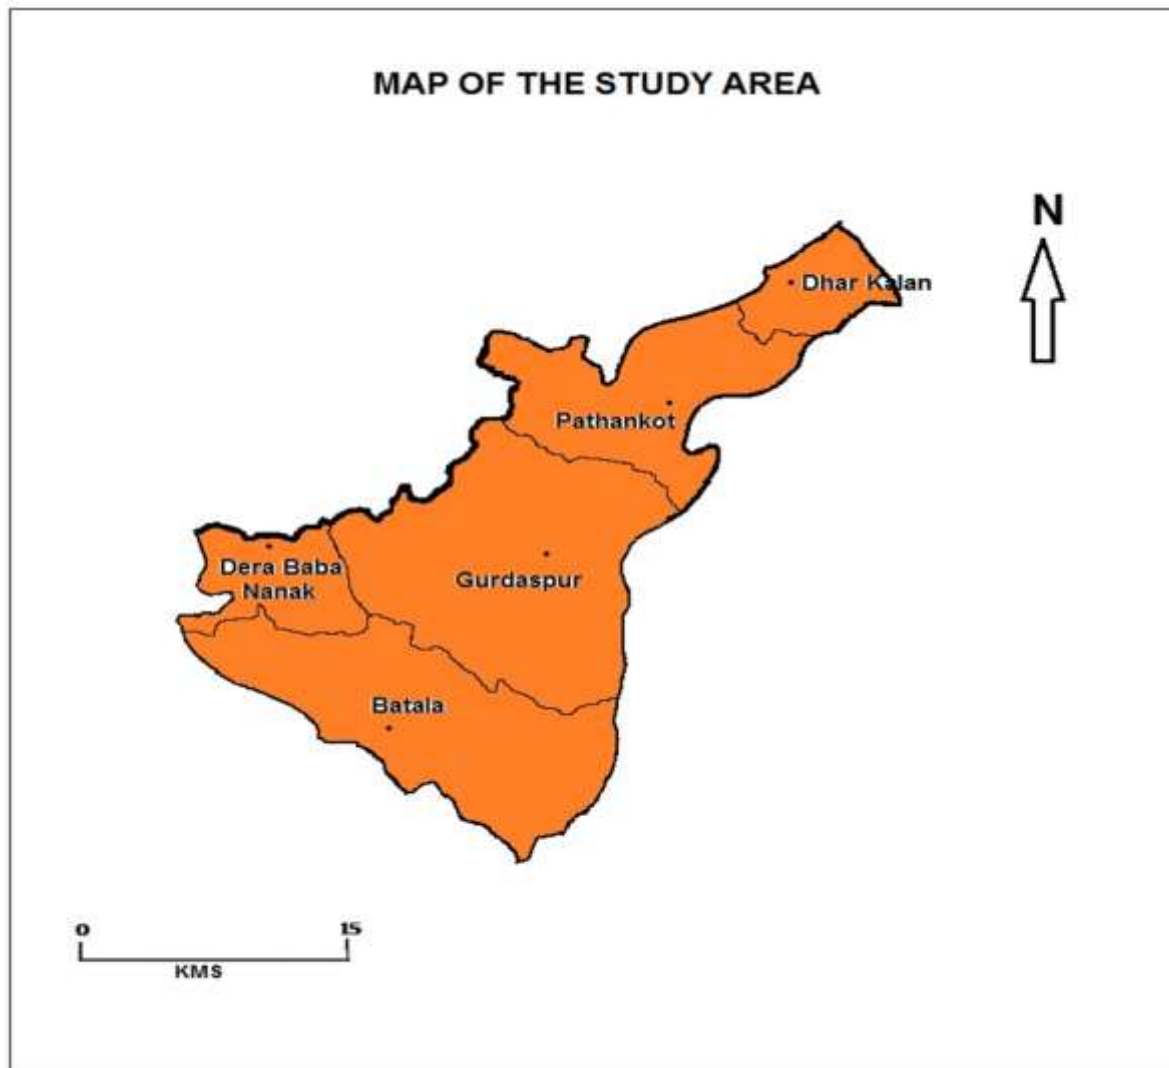 MAP OF THE STUDY AREA
N
Dhar Kalan
Pathankot
Dera Baba
Nanak
Gurdaspur
Batala
0 15
KMS